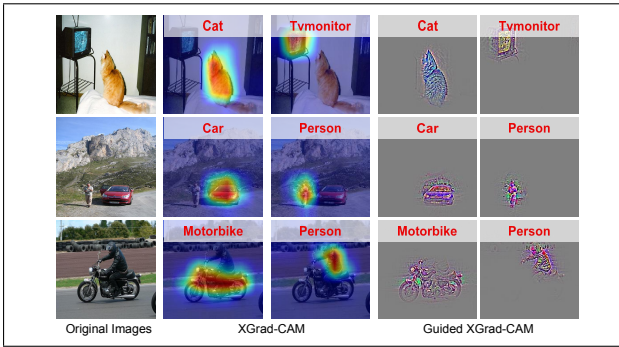 Cat Tvmonitor Cat Tvmonitor
Car Person Car Person
Motorbike Person Motorbike Person
Original Images XGrad-CAM Guided XGrad-CAM